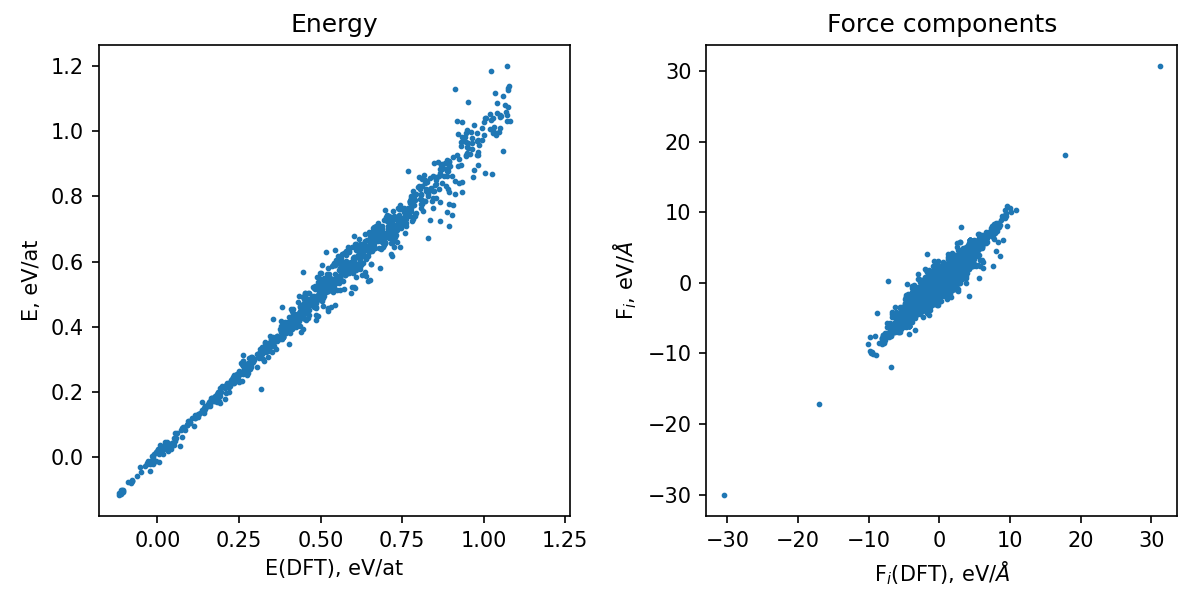 Energy
1.2
1.0
0.8
0.6
0.4
0.2
0.0
E, eV/at
0.00 0.25 0.50 0.75 1.00 1.25
E(DFT), eV/at
Force components
30
20
10
0
−10
−20
−30
Fᵢ, eV/Å
−30 −20 −10 0 10 20 30
Fᵢ(DFT), eV/Å